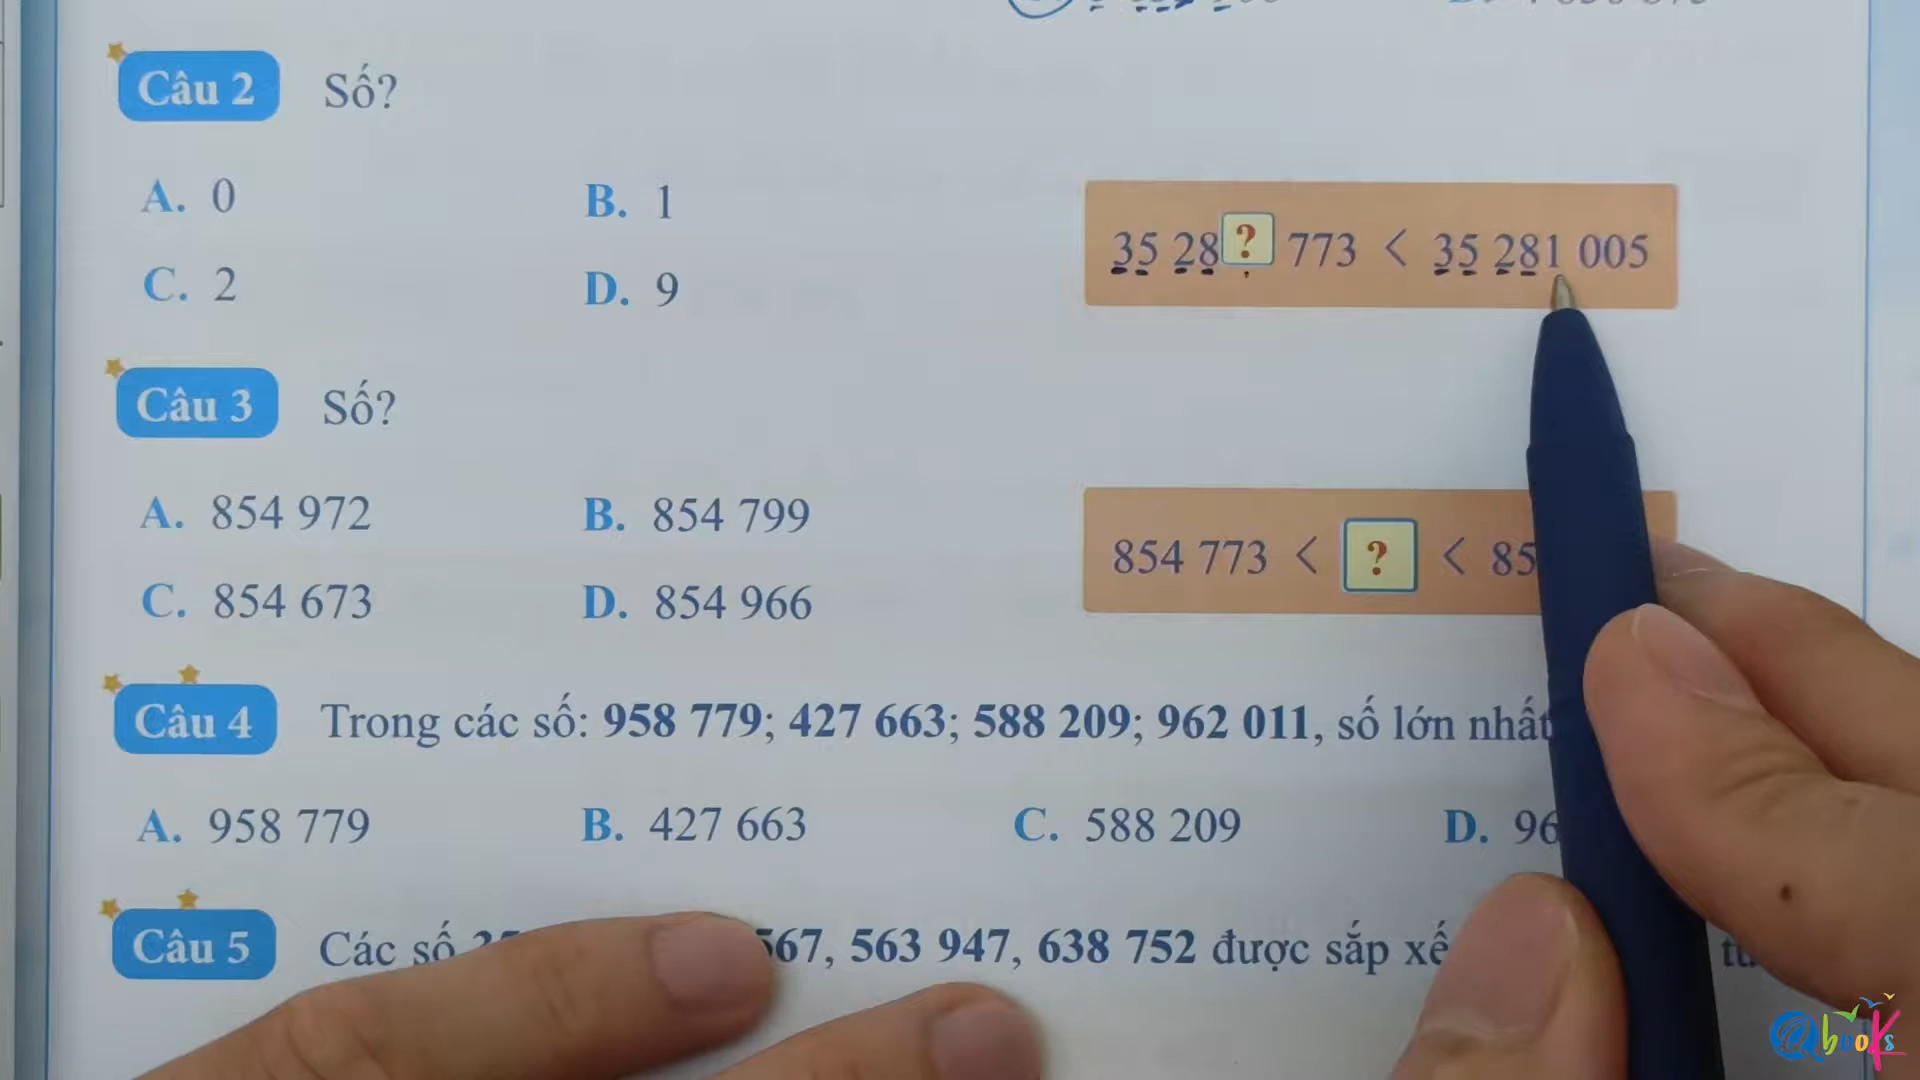 Câu 2 Số?
A. 0 B. 1
35 28? 773 < 35 281 005
C. 2 D. 9
Câu 3 Số?
A. 854 972 B. 854 799
854 773 < ? < 85
C. 854 673 D. 854 966
Câu 4 Trong các số: 958 779; 427 663; 588 209; 962 011, số lớn nhất
A. 958 779 B. 427 663 C. 588 209 D. 96
Câu 5 Các số 567, 563 947, 638 752 được sắp xế
Qbooks